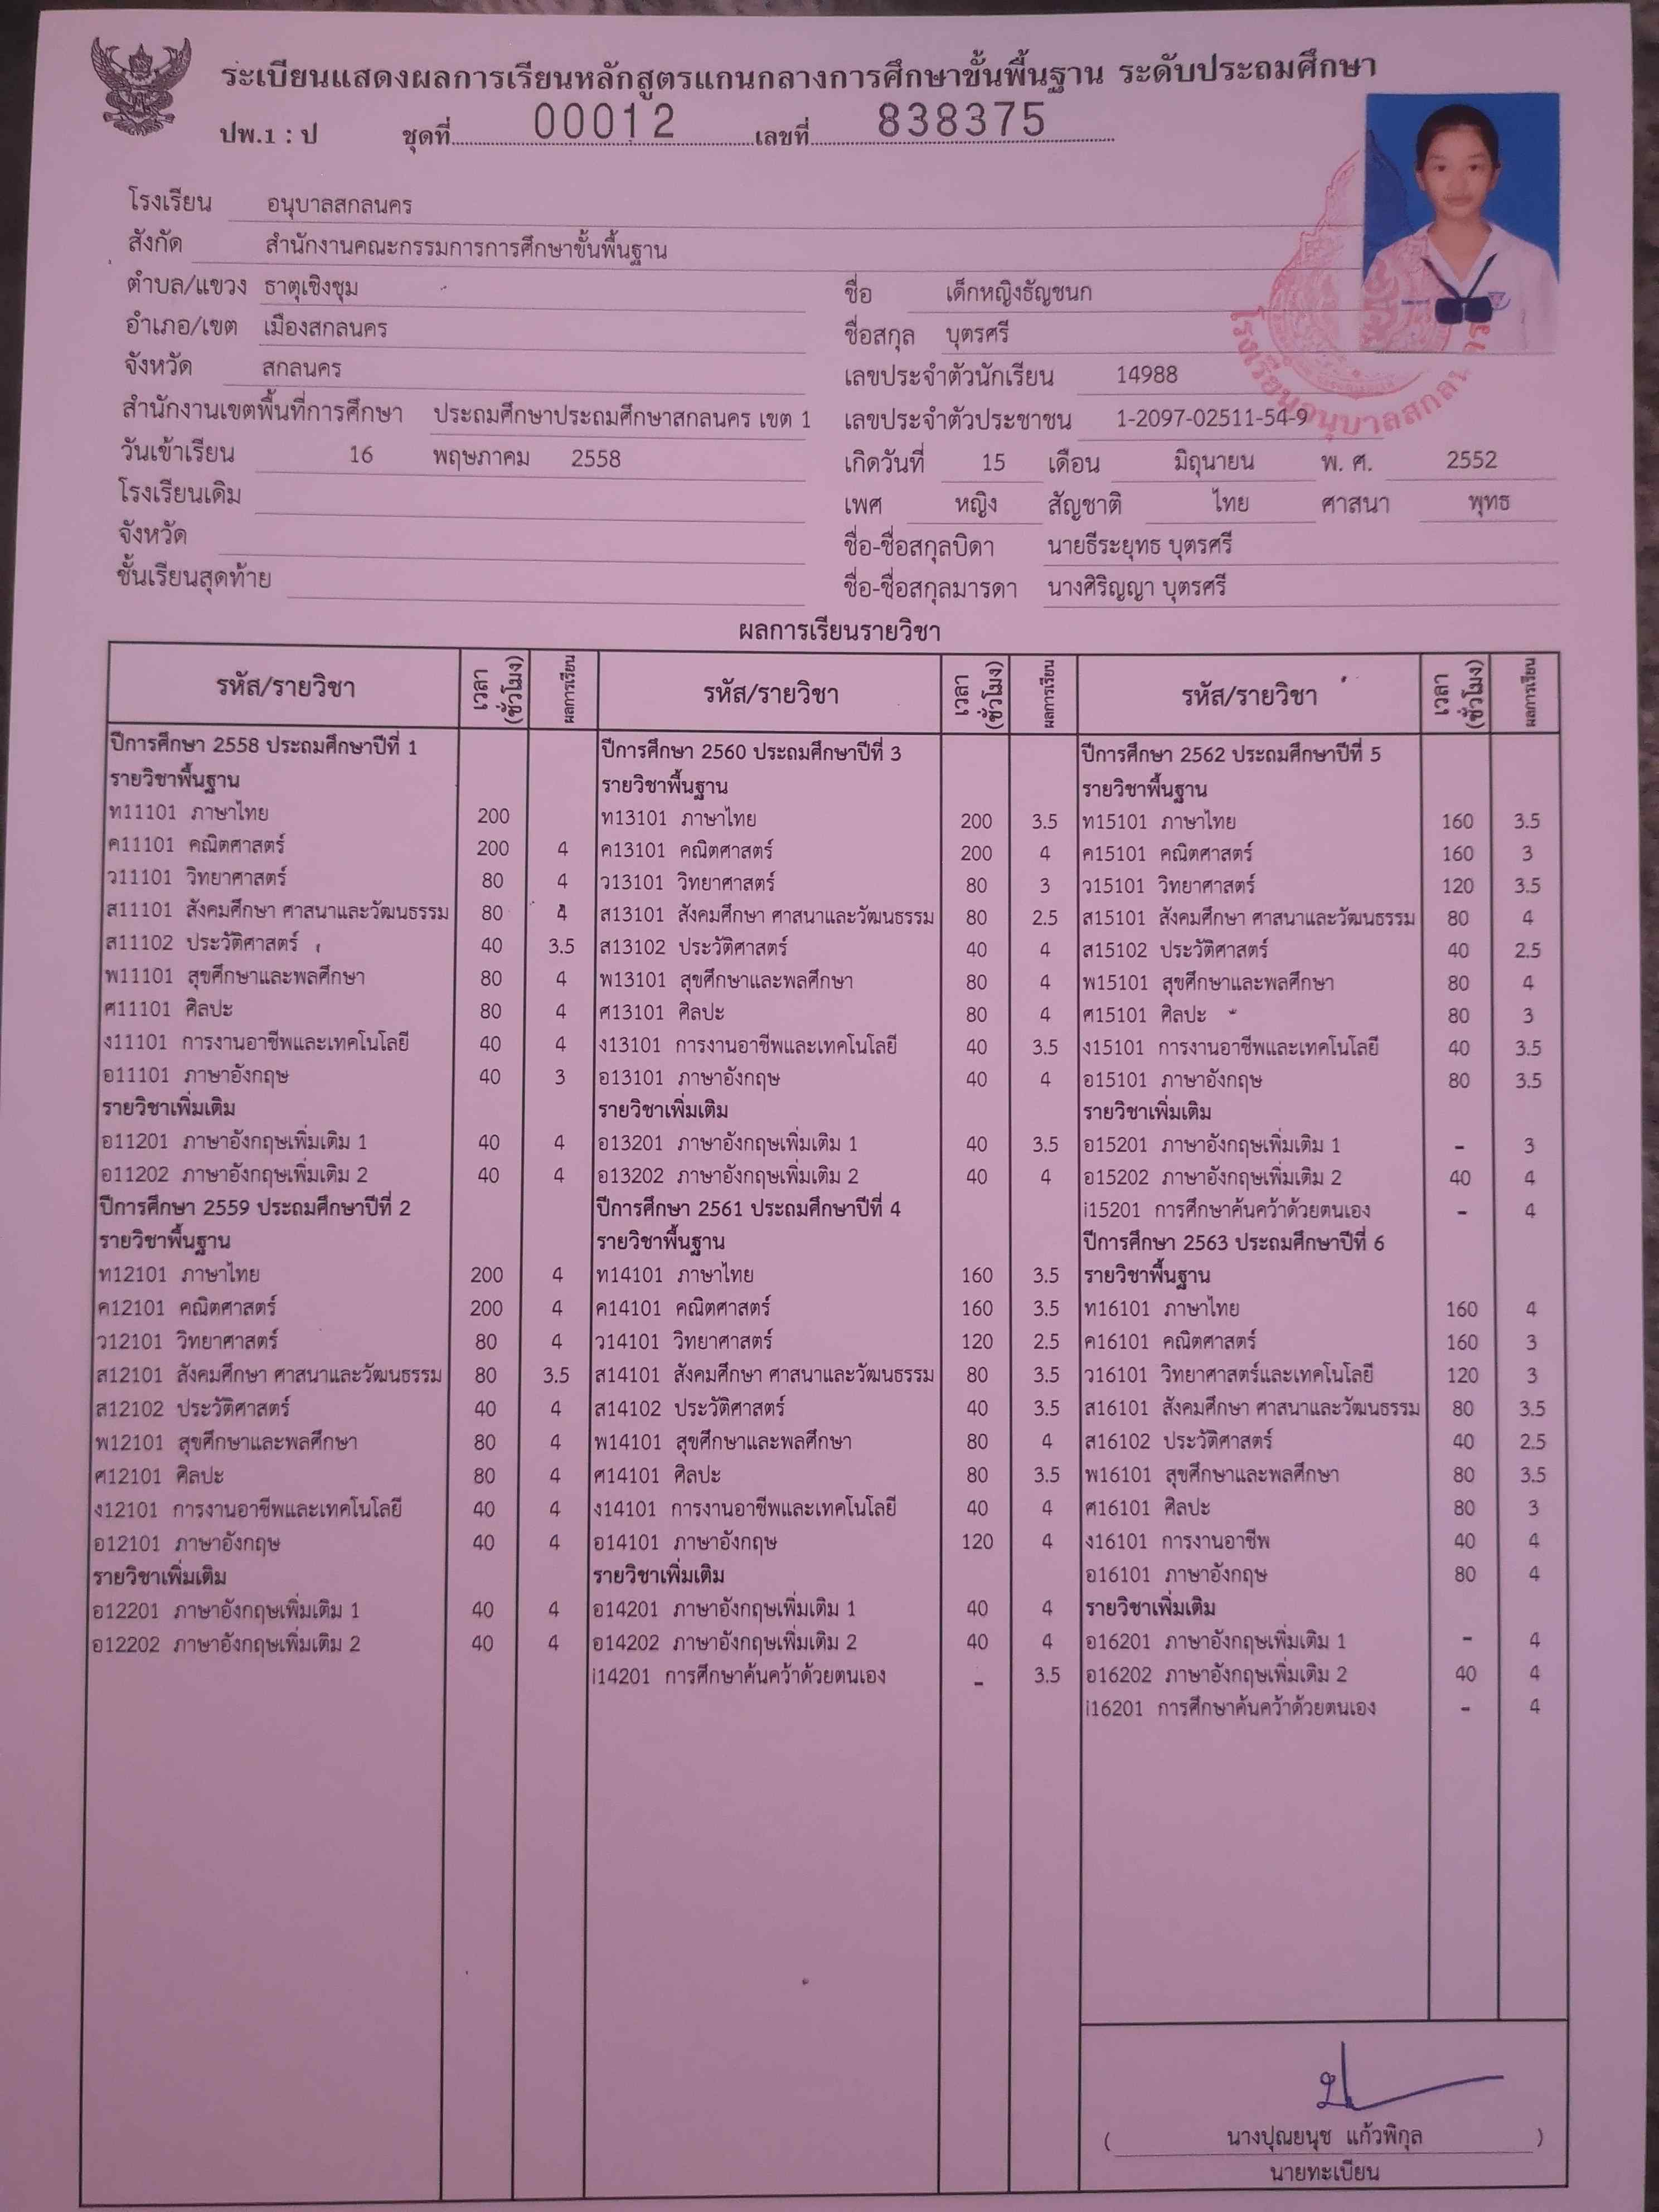 ระเบียนแสดงผลการเรียนหลักสูตรแกนกลางการศึกษาขั้นพื้นฐาน ระดับประถมศึกษา
ปพ.1 : ป ชุดที่ 00012 เลขที่ 838375
โรงเรียน อนุบาลสกลนคร
สังกัด สำนักงานคณะกรรมการการศึกษาขั้นพื้นฐาน
ตำบล/แขวง ธาตุเชิงชุม
อำเภอ/เขต เมืองสกลนคร
จังหวัด สกลนคร
สำนักงานเขตพื้นที่การศึกษา ประถมศึกษาประถมศึกษาสกลนคร เขต 1
วันเข้าเรียน 16 พฤษภาคม 2558
โรงเรียนเดิม
จังหวัด
ชั้นเรียนสุดท้าย
ชื่อ เด็กหญิงธัญชนก
ชื่อสกุล บุตรศรี
เลขประจำตัวนักเรียน 14988
เลขประจำตัวประชาชน 1-2097-02511-54-9
เกิดวันที่ 15 เดือน มิถุนายน พ. ศ. 2552
เพศ หญิง สัญชาติ ไทย ศาสนา พุทธ
ชื่อ-ชื่อสกุลบิดา นายธีระยุทธ บุตรศรี
ชื่อ-ชื่อสกุลมารดา นางศิริญญา บุตรศรี
โรงเรียนอนุบาลสกลนคร
ผลการเรียนรายวิชา
รหัส/รายวิชา เวลา (ชั่วโมง) ผลการเรียน
ปีการศึกษา 2558 ประถมศึกษาปีที่ 1
รายวิชาพื้นฐาน
ท11101 ภาษาไทย 200
ค11101 คณิตศาสตร์ 200 4
ว11101 วิทยาศาสตร์ 80 4
ส11101 สังคมศึกษา ศาสนาและวัฒนธรรม 80 4
ส11102 ประวัติศาสตร์ 40 3.5
พ11101 สุขศึกษาและพลศึกษา 80 4
ศ11101 ศิลปะ 80 4
ง11101 การงานอาชีพและเทคโนโลยี 40 4
อ11101 ภาษาอังกฤษ 40 3
รายวิชาเพิ่มเติม
อ11201 ภาษาอังกฤษเพิ่มเติม 1 40 4
อ11202 ภาษาอังกฤษเพิ่มเติม 2 40 4
ปีการศึกษา 2559 ประถมศึกษาปีที่ 2
รายวิชาพื้นฐาน
ท12101 ภาษาไทย 200 4
ค12101 คณิตศาสตร์ 200 4
ว12101 วิทยาศาสตร์ 80 4
ส12101 สังคมศึกษา ศาสนาและวัฒนธรรม 80 3.5
ส12102 ประวัติศาสตร์ 40 4
พ12101 สุขศึกษาและพลศึกษา 80 4
ศ12101 ศิลปะ 80 4
ง12101 การงานอาชีพและเทคโนโลยี 40 4
อ12101 ภาษาอังกฤษ 40 4
รายวิชาเพิ่มเติม
อ12201 ภาษาอังกฤษเพิ่มเติม 1 40 4
อ12202 ภาษาอังกฤษเพิ่มเติม 2 40 4
รหัส/รายวิชา เวลา (ชั่วโมง) ผลการเรียน
ปีการศึกษา 2560 ประถมศึกษาปีที่ 3
รายวิชาพื้นฐาน
ท13101 ภาษาไทย 200 3.5
ค13101 คณิตศาสตร์ 200 4
ว13101 วิทยาศาสตร์ 80 3
ส13101 สังคมศึกษา ศาสนาและวัฒนธรรม 80 2.5
ส13102 ประวัติศาสตร์ 40 4
พ13101 สุขศึกษาและพลศึกษา 80 4
ศ13101 ศิลปะ 80 4
ง13101 การงานอาชีพและเทคโนโลยี 40 3.5
อ13101 ภาษาอังกฤษ 40 4
รายวิชาเพิ่มเติม
อ13201 ภาษาอังกฤษเพิ่มเติม 1 40 3.5
อ13202 ภาษาอังกฤษเพิ่มเติม 2 40 4
ปีการศึกษา 2561 ประถมศึกษาปีที่ 4
รายวิชาพื้นฐาน
ท14101 ภาษาไทย 160 3.5
ค14101 คณิตศาสตร์ 160 3.5
ว14101 วิทยาศาสตร์ 120 2.5
ส14101 สังคมศึกษา ศาสนาและวัฒนธรรม 80 3.5
ส14102 ประวัติศาสตร์ 40 3.5
พ14101 สุขศึกษาและพลศึกษา 80 4
ศ14101 ศิลปะ 80 3.5
ง14101 การงานอาชีพและเทคโนโลยี 40 4
อ14101 ภาษาอังกฤษ 120 4
รายวิชาเพิ่มเติม
อ14201 ภาษาอังกฤษเพิ่มเติม 1 40 4
อ14202 ภาษาอังกฤษเพิ่มเติม 2 40 4
i14201 การศึกษาค้นคว้าด้วยตนเอง - 3.5
รหัส/รายวิชา เวลา (ชั่วโมง) ผลการเรียน
ปีการศึกษา 2562 ประถมศึกษาปีที่ 5
รายวิชาพื้นฐาน
ท15101 ภาษาไทย 160 3.5
ค15101 คณิตศาสตร์ 160 3
ว15101 วิทยาศาสตร์ 120 3.5
ส15101 สังคมศึกษา ศาสนาและวัฒนธรรม 80 4
ส15102 ประวัติศาสตร์ 40 2.5
พ15101 สุขศึกษาและพลศึกษา 80 4
ศ15101 ศิลปะ 80 3
ง15101 การงานอาชีพและเทคโนโลยี 40 3.5
อ15101 ภาษาอังกฤษ 80 3.5
รายวิชาเพิ่มเติม
อ15201 ภาษาอังกฤษเพิ่มเติม 1 - 3
อ15202 ภาษาอังกฤษเพิ่มเติม 2 40 4
i15201 การศึกษาค้นคว้าด้วยตนเอง - 4
ปีการศึกษา 2563 ประถมศึกษาปีที่ 6
รายวิชาพื้นฐาน
ท16101 ภาษาไทย 160 4
ค16101 คณิตศาสตร์ 160 3
ว16101 วิทยาศาสตร์และเทคโนโลยี 120 3
ส16101 สังคมศึกษา ศาสนาและวัฒนธรรม 80 3.5
ส16102 ประวัติศาสตร์ 40 2.5
พ16101 สุขศึกษาและพลศึกษา 80 3.5
ศ16101 ศิลปะ 80 3
ง16101 การงานอาชีพ 40 4
อ16101 ภาษาอังกฤษ 80 4
รายวิชาเพิ่มเติม
อ16201 ภาษาอังกฤษเพิ่มเติม 1 - 4
อ16202 ภาษาอังกฤษเพิ่มเติม 2 40 4
i16201 การศึกษาค้นคว้าด้วยตนเอง - 4
( นางปุณยนุช แก้วพิกุล )
นายทะเบียน